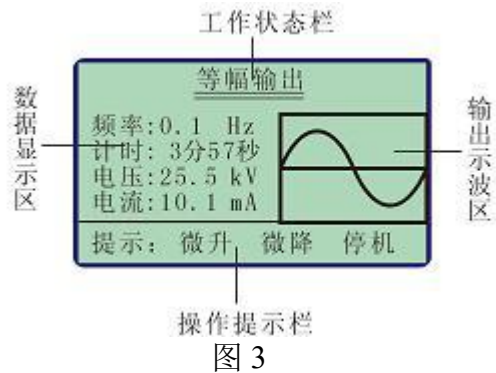 工作状态栏
等幅输出
数据显示区
频率:0.1 Hz
计时: 3分57秒
电压:25.5 kV
电流:10.1 mA
输出示波区
提示: 微升 微降 停机
操作提示栏
图 3